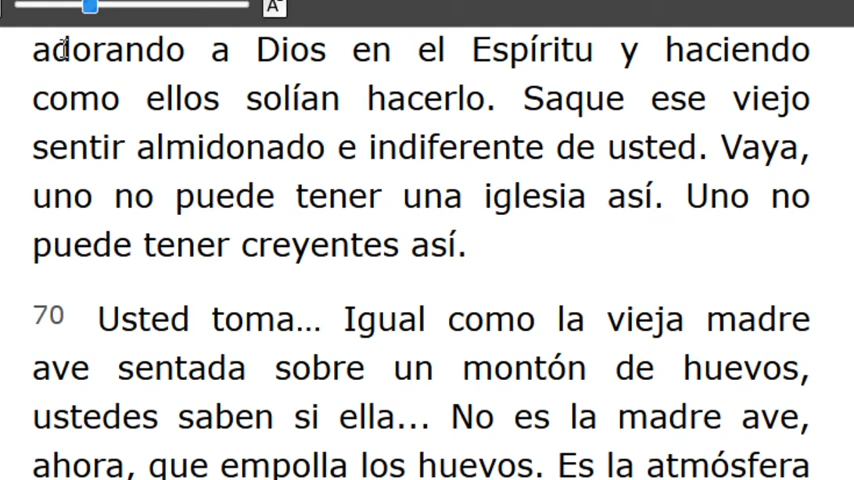 A
adorando a Dios en el Espíritu y haciendo
como ellos solían hacerlo. Saque ese viejo
sentir almidonado e indiferente de usted. Vaya,
uno no puede tener una iglesia así. Uno no
puede tener creyentes así.
70 Usted toma… Igual como la vieja madre
ave sentada sobre un montón de huevos,
ustedes saben si ella… No es la madre ave,
ahora, que empolla los huevos. Es la atmósfera